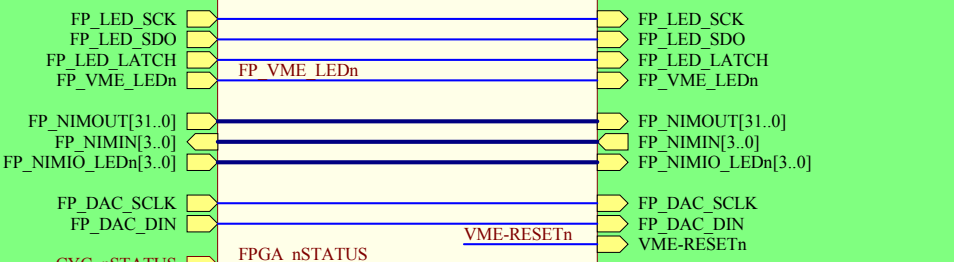 FP_LED_SCK FP_LED_SCK
FP_LED_SDO FP_LED_SDO
FP_LED_LATCH FP_LED_LATCH
FP_VME_LEDn FP_VME_LEDn FP_VME_LEDn
FP_NIMOUT[31..0] FP_NIMOUT[31..0]
FP_NIMIN[3..0] FP_NIMIN[3..0]
FP_NIMIO_LEDn[3..0] FP_NIMIO_LEDn[3..0]
FP_DAC_SCLK FP_DAC_SCLK
FP_DAC_DIN FP_DAC_DIN
VME-RESETn VME-RESETn
CYC_nSTATUS FPGA_nSTATUS